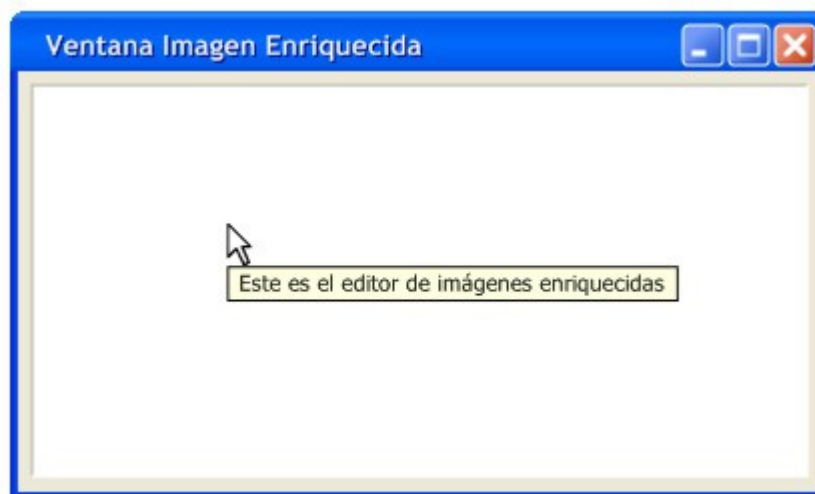 Ventana Imagen Enriquecida
Este es el editor de imágenes enriquecidas